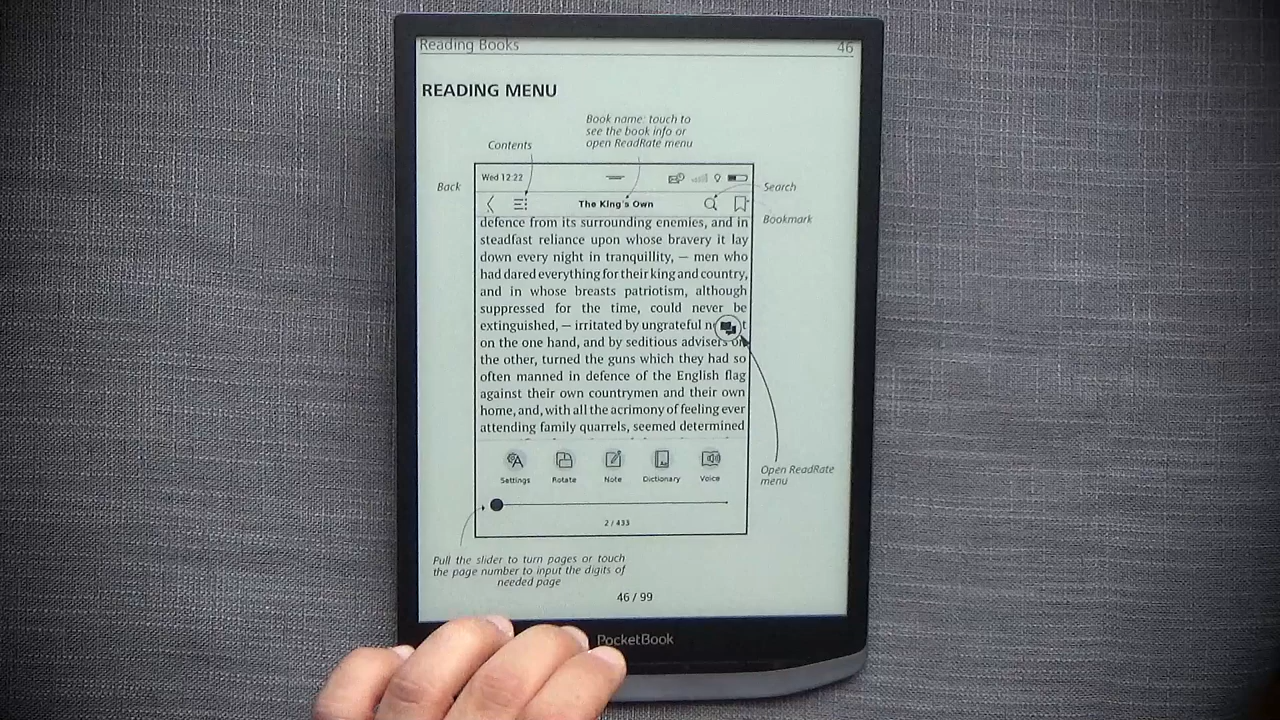 Reading Books 46
READING MENU
Book name: touch to
see the book info or
open ReadRate menu
Contents
Back
Wed 12:22
Search
The King's Own
Bookmark
defence from its surrounding enemies, and in
steadfast reliance upon whose bravery it lay
down every night in tranquillity, — men who
had dared everything for their king and country,
and in whose breasts patriotism, although
suppressed for the time, could never be
extinguished, — irritated by ungrateful
on the one hand, and by seditious advisers on
the other, turned the guns which they had so
often manned in defence of the English flag
against their own countrymen and their own
home, and, with all the acrimony of feeling ever
attending family quarrels, seemed determined
Settings Rotate Note Dictionary Voice
Open ReadRate
menu
2 / 433
Pull the slider to turn pages or touch
the page number to input the digits of
needed page
46 / 99
PocketBook